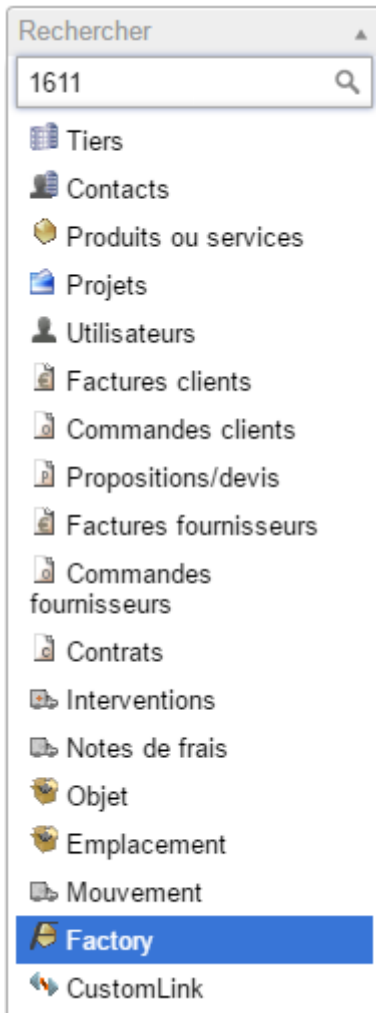 Rechercher
1611
Tiers
Contacts
Produits ou services
Projets
Utilisateurs
Factures clients
Commandes clients
Propositions/devis
Factures fournisseurs
Commandes
fournisseurs
Contrats
Interventions
Notes de frais
Objet
Emplacement
Mouvement
Factory
CustomLink